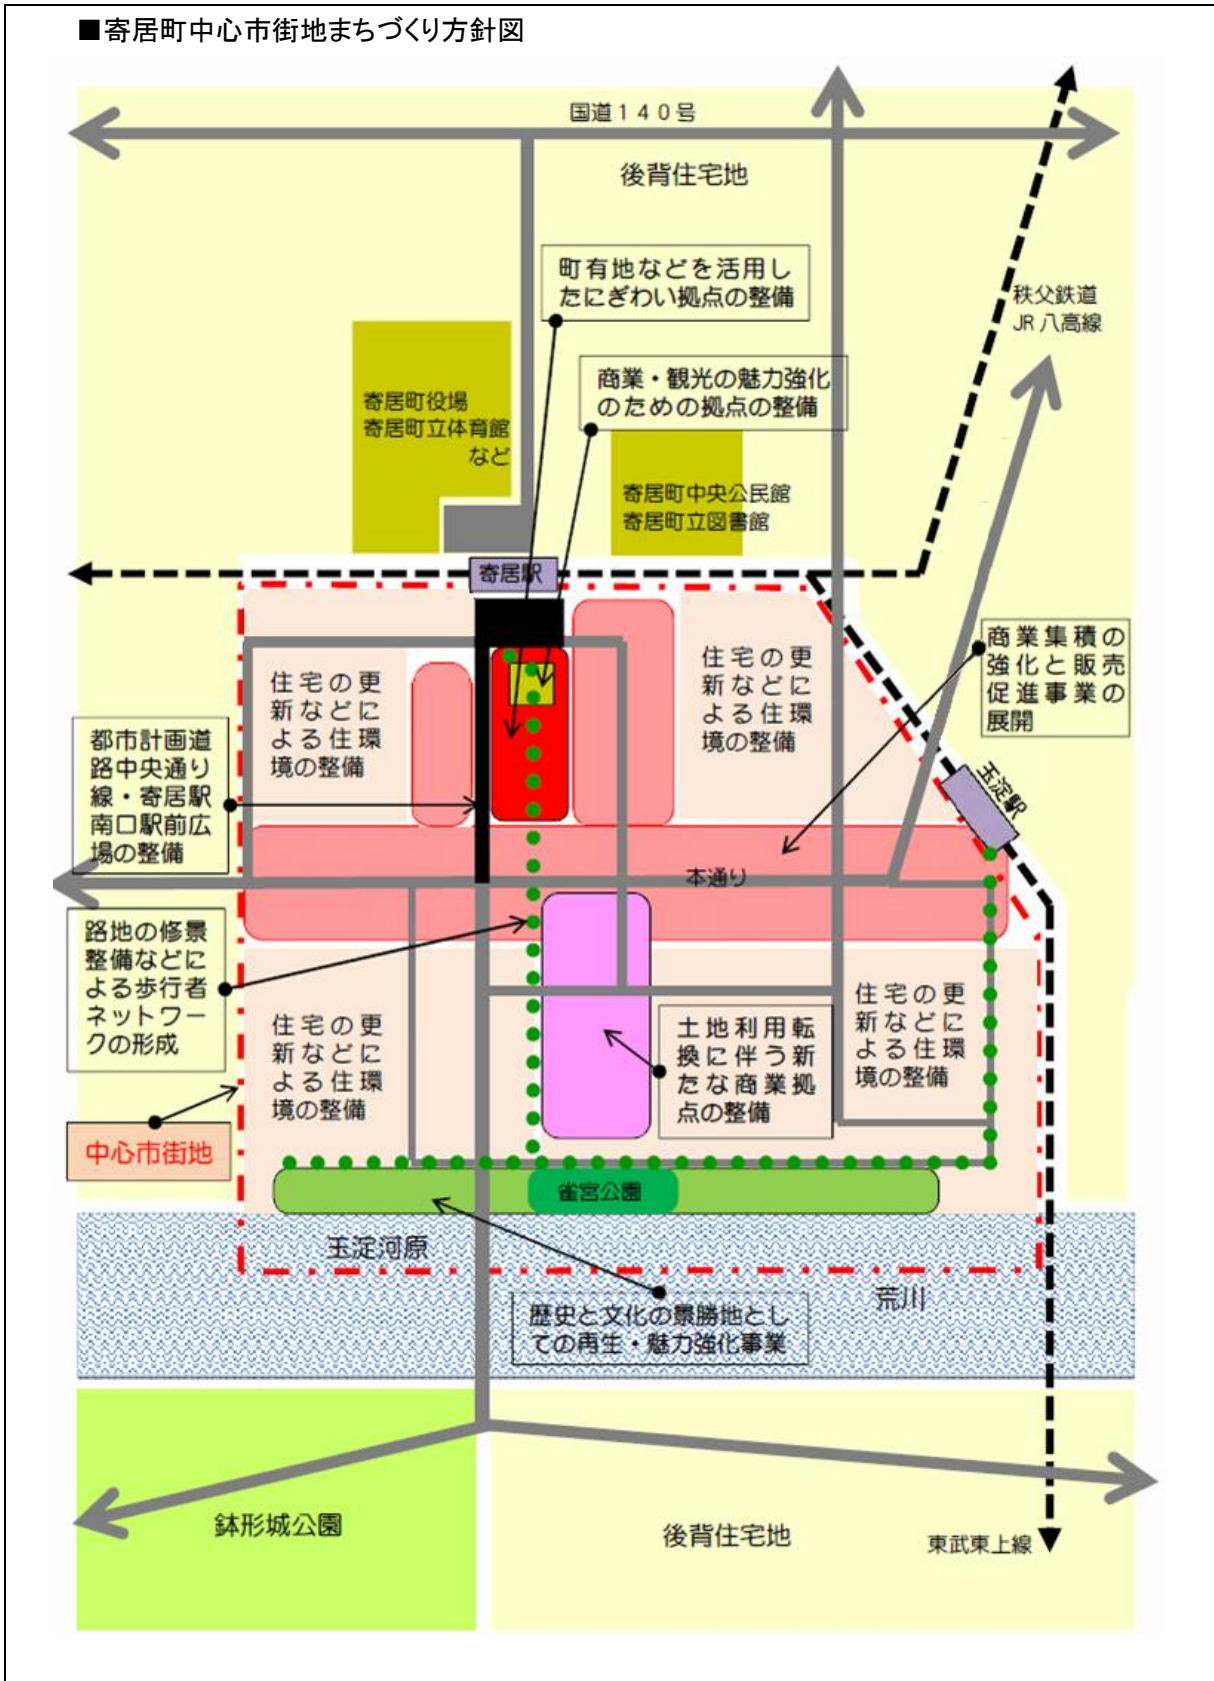 ■寄居町中心市街地まちづくり方針図
国道１４０号
後背住宅地
町有地などを活用し
たにぎわい拠点の整備
秩父鉄道
JR 八高線
商業・観光の魅力強化
のための拠点の整備
寄居町役場
寄居町立体育館
など
寄居町中央公民館
寄居町立図書館
寄居駅
住宅の更
新などに
よる住環
境の整備
住宅の更
新などに
よる住環
境の整備
商業集積の
強化と販売
促進事業の
展開
都市計画道
路中央通り
線・寄居駅
南口駅前広
場の整備
玉淀駅
本通り
路地の修景
整備などに
よる歩行者
ネットワー
クの形成
住宅の更
新などに
よる住環
境の整備
土地利用転
換に伴う新
たな商業拠
点の整備
住宅の更
新などに
よる住環
境の整備
中心市街地
雀宮公園
玉淀河原
荒川
歴史と文化の景勝地とし
ての再生・魅力強化事業
鉢形城公園
後背住宅地
東武東上線